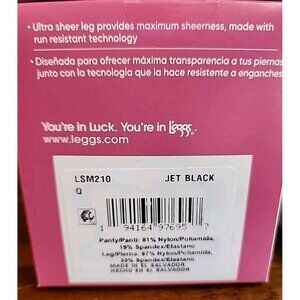 • Ultra sheer leg provides maximum sheerness, made with
run resistant technology
• Diseñada para ofrecer máxima transparencia a tus piernas
junto con la tecnología que la hace resistente a enganches
You're in Luck. You're in L'eggs.
www.leggs.com
LSM210 JET BLACK
Q
1 94164 97695 7
Panty/Panti: 81% Nylon/Poliamida,
19% Spandex/Elastano
Leg/Pierna: 67% Nylon/Poliamida,
33% Spandex/Elastano
MADE IN EL SALVADOR
HECHO EN EL SALVADOR